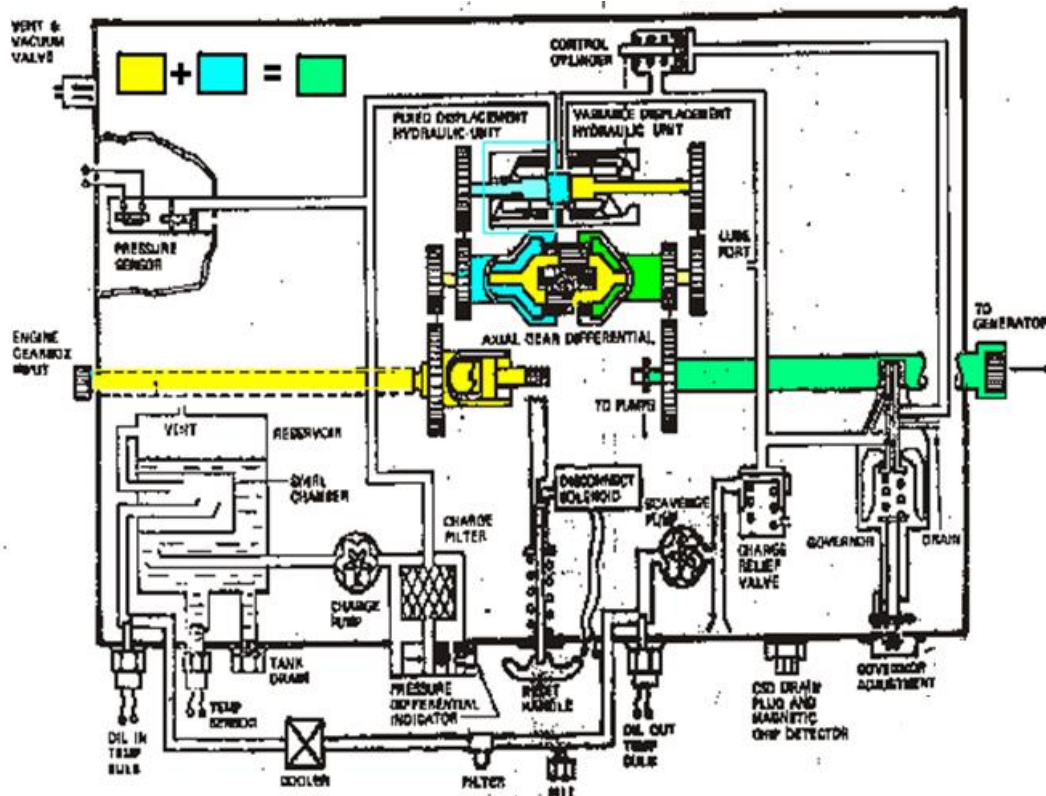 VENT &
VACUUM
VALVE
+
=
CONTROL
CYLINDER
FIXED DISPLACEMENT
HYDRAULIC UNIT
VARIANCE DISPLACEMENT
HYDRAULIC UNIT
PRESSURE
SENSOR
LUBE
PORT
AXIAL GEAR DIFFERENTIAL
TO
GENERATOR
ENGINE
GEARBOX
INPUT
TO PUMPS
VENT
RESERVOIR
SWIRL
CHAMBER
DISCONNECT
SOLENOID
SCAVENGE
PUMP
CHARGE
FILTER
CHARGE
PUMP
GOVERNOR
DRAIN
CHARGE
RELIEF
VALVE
TANK
DRAIN
TEMP
SENSOR
OIL IN
TEMP
BULB
PRESSURE
DIFFERENTIAL
INDICATOR
RESET
HANDLE
OIL OUT
TEMP
BULB
CSD DRAIN
PLUG AND
MAGNETIC
CHIP DETECTOR
GOVERNOR
ADJUSTMENT
COOLER
FILTER